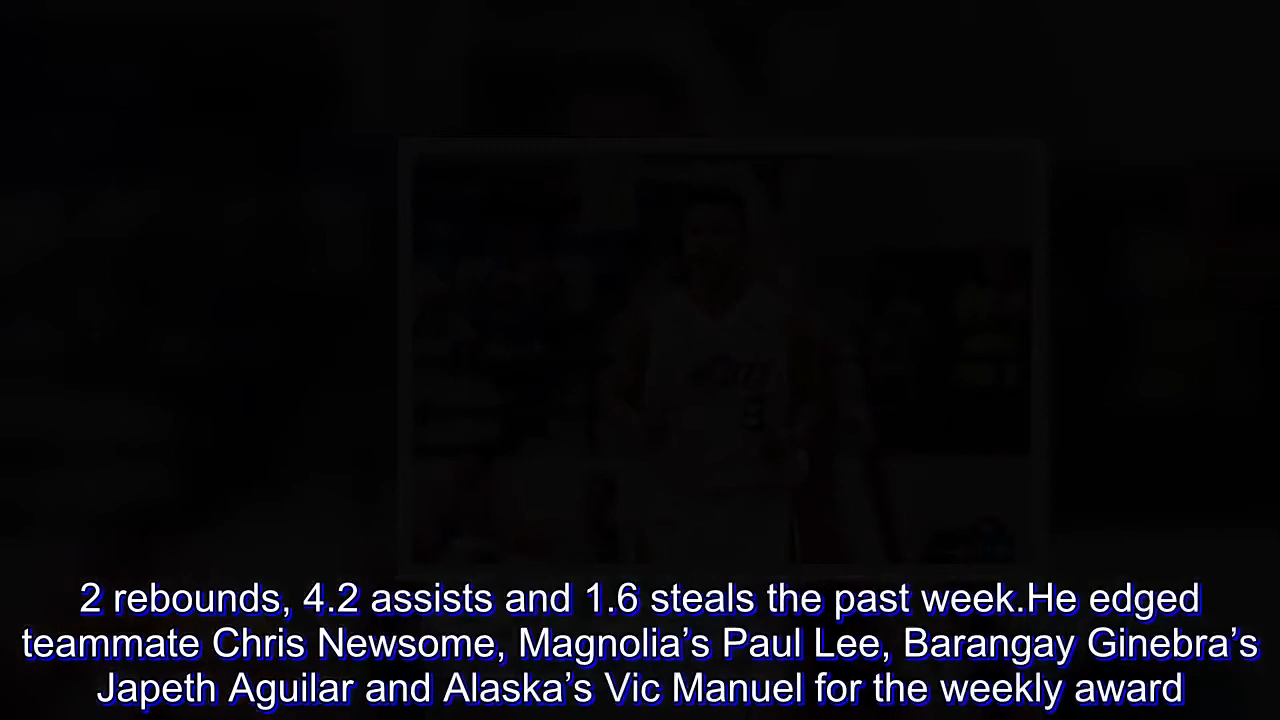 2 rebounds, 4.2 assists and 1.6 steals the past week.He edged
teammate Chris Newsome, Magnolia’s Paul Lee, Barangay Ginebra’s
Japeth Aguilar and Alaska’s Vic Manuel for the weekly award